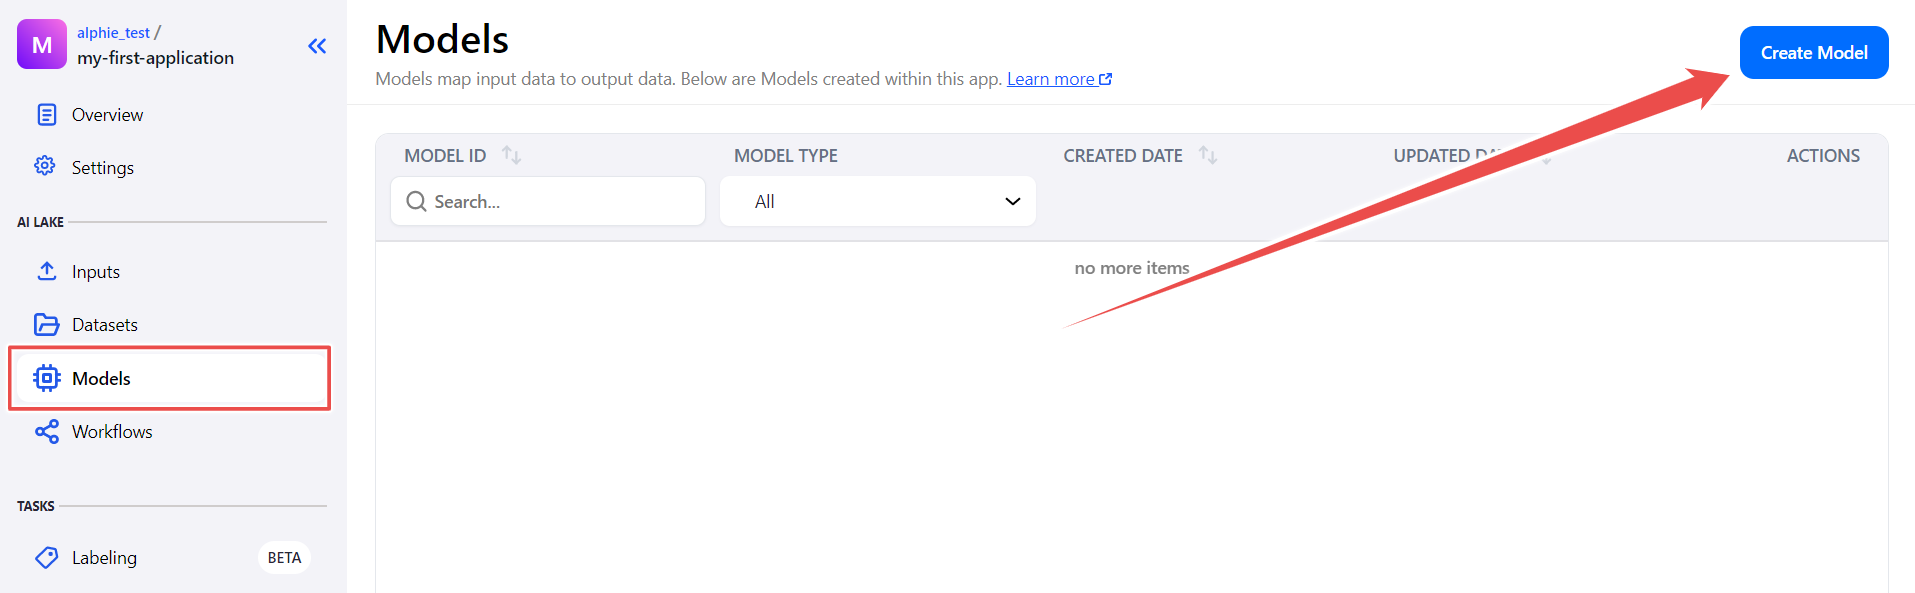 M
alphie_test /
my-first-application
Overview
Settings
AI LAKE
Inputs
Datasets
Models
Workflows
TASKS
Labeling
BETA
Models
Models map input data to output data. Below are Models created within this app. Learn more
Create Model
MODEL ID
MODEL TYPE
CREATED DATE
UPDATED
ACTIONS
Search...
All
no more items